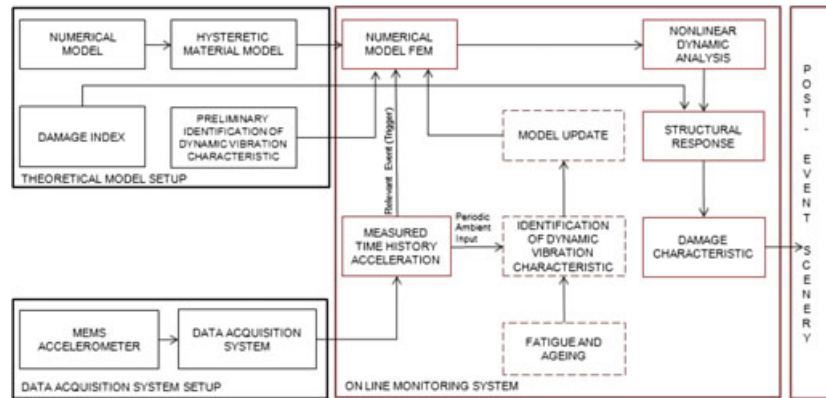 NUMERICAL
MODEL
HYSTERETIC
MATERIAL MODEL
DAMAGE INDEX
PRELIMINARY
IDENTIFICATION OF
DYNAMIC VIBRATION
CHARACTERISTIC
THEORETICAL MODEL SETUP
MEMS
ACCELEROMETER
DATA ACQUISITION
SYSTEM
DATA ACQUISITION SYSTEM SETUP
NUMERICAL
MODEL FEM
NONLINEAR
DYNAMIC
ANALYSIS
MODEL UPDATE
STRUCTURAL
RESPONSE
Relevant Event (Trigger)
MEASURED
TIME HISTORY
ACCELERATION
Periodic
Ambient
Input
IDENTIFICATION
OF DYNAMIC
VIBRATION
CHARACTERISTIC
DAMAGE
CHARACTERISTIC
FATIGUE AND
AGEING
ON LINE MONITORING SYSTEM
POST- EVENT SCENERY